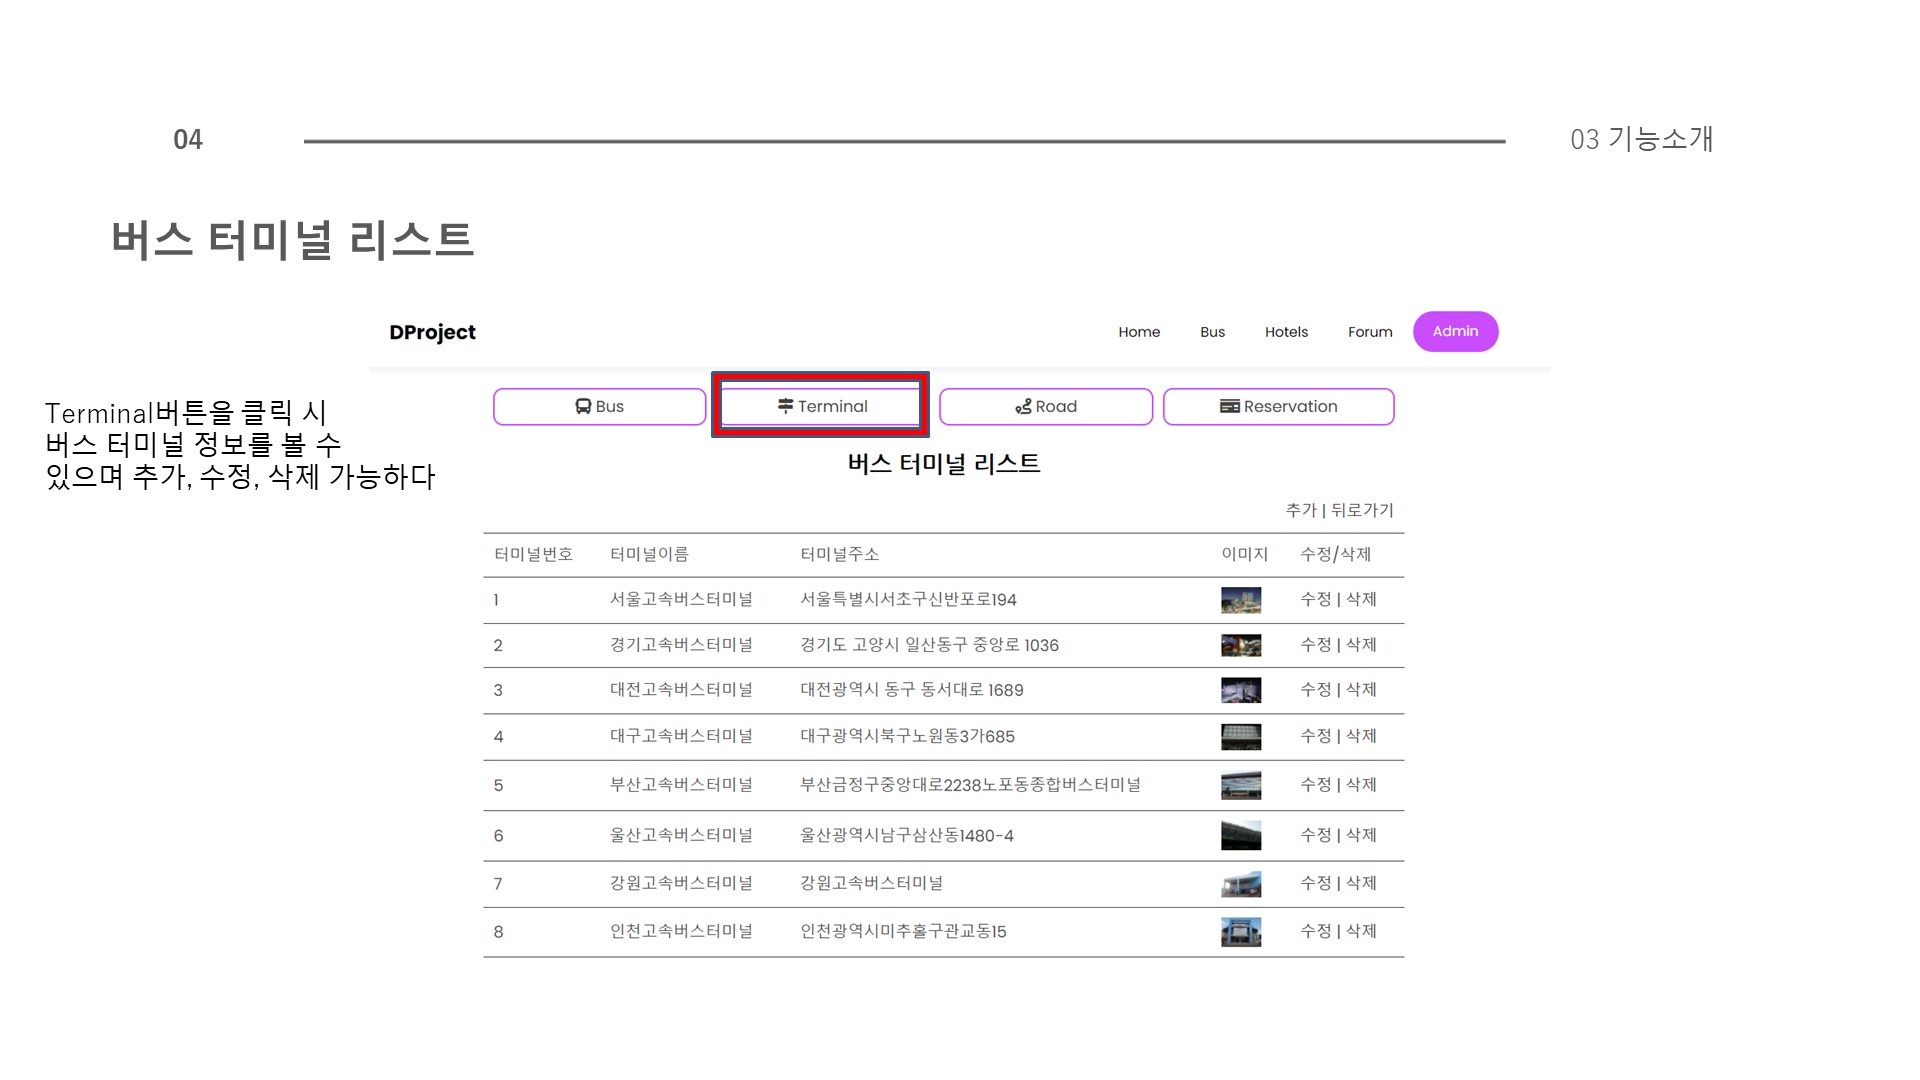 04
03 기능소개
버스 터미널 리스트
DProject
Home Bus Hotels Forum Admin
Bus Terminal Road Reservation
Terminal버튼을 클릭 시
버스 터미널 정보를 볼 수
있으며 추가, 수정, 삭제 가능하다
버스 터미널 리스트
추가 | 뒤로가기
터미널번호 터미널이름 터미널주소 이미지 수정/삭제
1 서울고속버스터미널 서울특별시서초구신반포로194 수정 | 삭제
2 경기고속버스터미널 경기도 고양시 일산동구 중앙로 1036 수정 | 삭제
3 대전고속버스터미널 대전광역시 동구 동서대로 1689 수정 | 삭제
4 대구고속버스터미널 대구광역시북구노원동3가685 수정 | 삭제
5 부산고속버스터미널 부산금정구중앙대로2238노포동종합버스터미널 수정 | 삭제
6 울산고속버스터미널 울산광역시남구삼산동1480-4 수정 | 삭제
7 강원고속버스터미널 강원고속버스터미널 수정 | 삭제
8 인천고속버스터미널 인천광역시미추홀구관교동15 수정 | 삭제